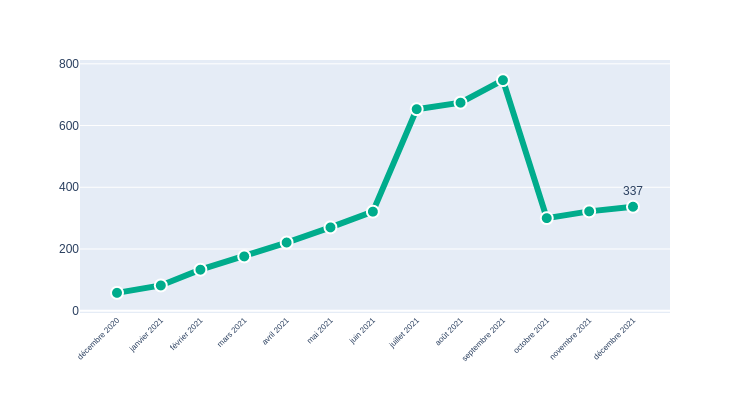 800
600
400
200
0
337
décembre 2020
janvier 2021
février 2021
mars 2021
avril 2021
mai 2021
juin 2021
juillet 2021
août 2021
septembre 2021
octobre 2021
novembre 2021
décembre 2021